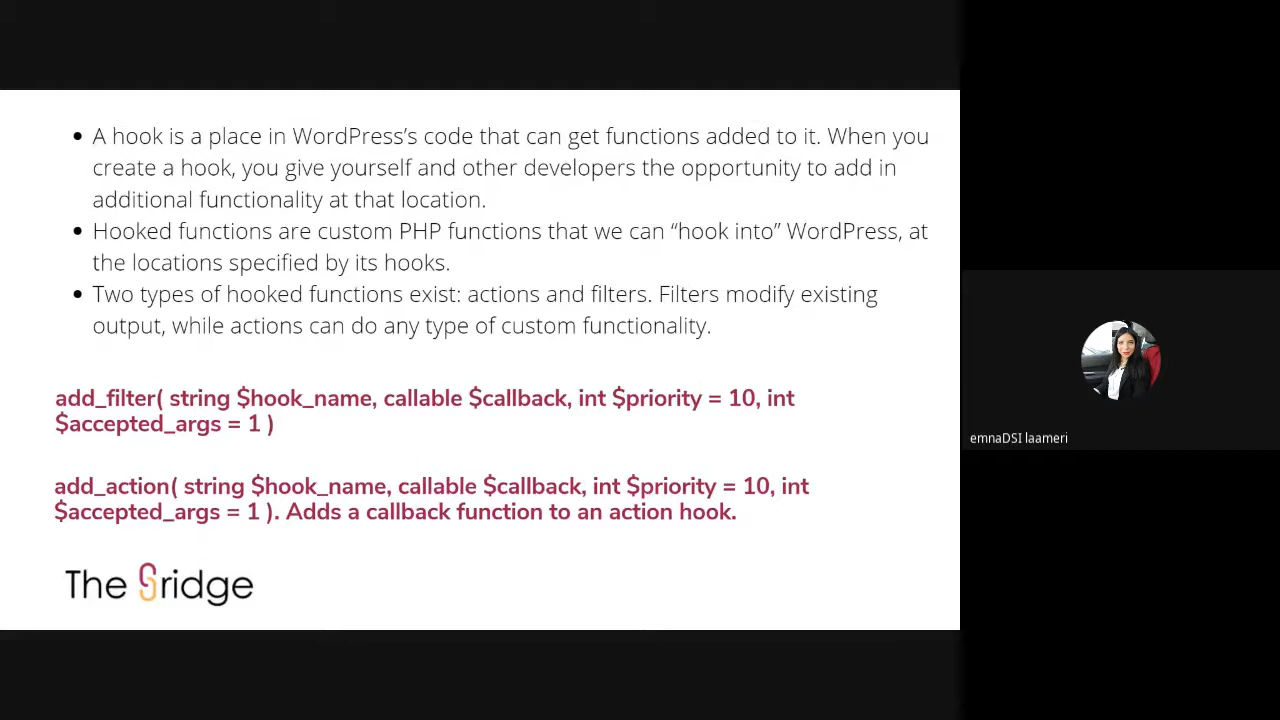 • A hook is a place in WordPress’s code that can get functions added to it. When you
create a hook, you give yourself and other developers the opportunity to add in
additional functionality at that location.
• Hooked functions are custom PHP functions that we can “hook into” WordPress, at
the locations specified by its hooks.
• Two types of hooked functions exist: actions and filters. Filters modify existing
output, while actions can do any type of custom functionality.
add_filter( string $hook_name, callable $callback, int $priority = 10, int
$accepted_args = 1 )
add_action( string $hook_name, callable $callback, int $priority = 10, int
$accepted_args = 1 ). Adds a callback function to an action hook.
The Bridge
emnaDSI laameri